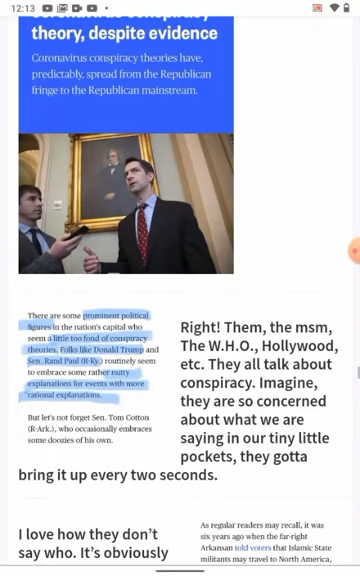 12:13
Coronavirus conspiracy
theory, despite evidence
Coronavirus conspiracy theories have,
predictably, spread from the Republican
fringe to the Republican mainstream.
There are some prominent political
figures in the nation's capital who
seem a little too fond of conspiracy
theories. Folks like Donald Trump and
Sen. Rand Paul (R-Ky.) routinely seem
to embrace some rather nutty
explanations for events with more
rational explanations.
But let's not forget Sen. Tom Cotton
(R-Ark.), who occasionally embraces
some doozies of his own.
Right! Them, the msm,
The W.H.O., Hollywood,
etc. They all talk about
conspiracy. Imagine,
they are so concerned
about what we are
saying in our tiny little
pockets, they gotta
bring it up every two seconds.
I love how they don't
say who. It's obviously
As regular readers may recall, it was
six years ago when the far-right
Arkansan told voters that Islamic State
militants may travel to North America,